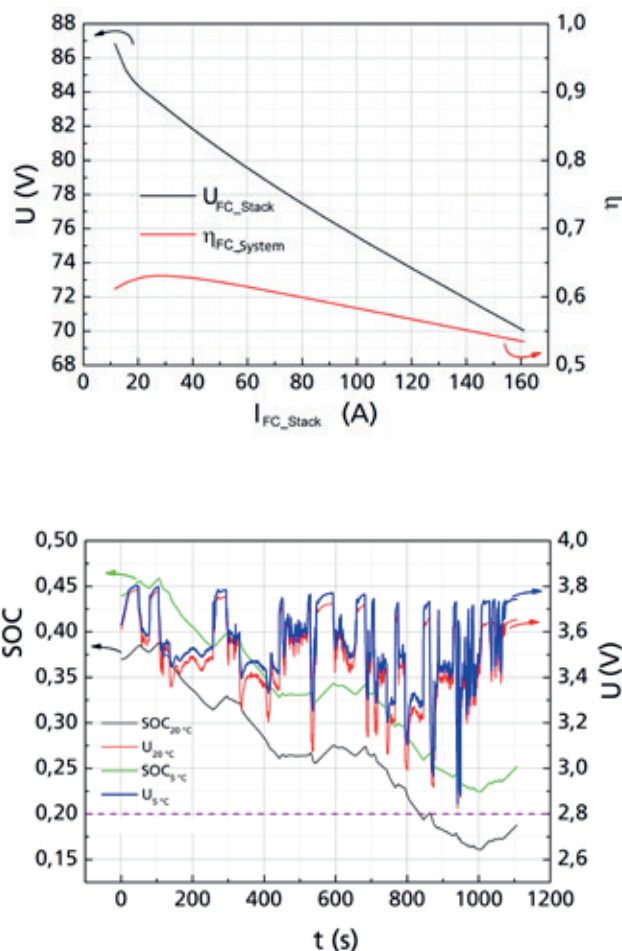 88
86
84
82
80
78
76
74
72
70
68
U (V)
1,0
0,9
0,8
0,7
0,6
0,5
η
U FC_Stack
η FC_System
0 20 40 60 80 100 120 140 160
I FC_Stack (A)
0,50
0,45
0,40
0,35
0,30
0,25
0,20
0,15
SOC
4,0
3,8
3,6
3,4
3,2
3,0
2,8
2,6
U (V)
SOC 20 °C
U 20 °C
SOC 5 °C
U 5 °C
0 200 400 600 800 1000 1200
t (s)